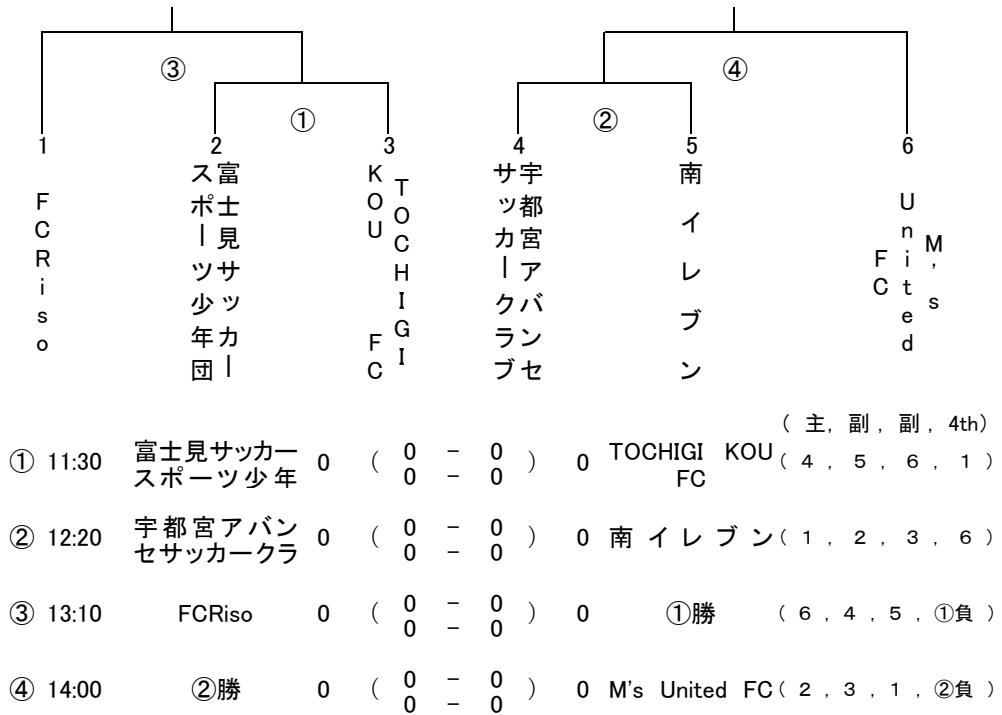 ③
④
①
②
1
2
3
4
5
6
FCRiso
富士見サッカー
スポーツ少年団
TOCHIGI
KOU FC
宇都宮アバンセ
サッカークラブ
南イレブン
M's
United
FC
( 主, 副 , 副 , 4th)
① 11:30 富士見サッカー
スポーツ少年 0 ( 0 - 0
0 - 0 ) 0 TOCHIGI KOU
FC ( 4 , 5 , 6 , 1 )
② 12:20 宇都宮アバン
セサッカークラ 0 ( 0 - 0
0 - 0 ) 0 南イレブン ( 1 , 2 , 3 , 6 )
③ 13:10 FCRiso 0 ( 0 - 0
0 - 0 ) 0 ①勝 ( 6 , 4 , 5 , ①負 )
④ 14:00 ②勝 0 ( 0 - 0
0 - 0 ) 0 M's United FC ( 2 , 3 , 1 , ②負 )